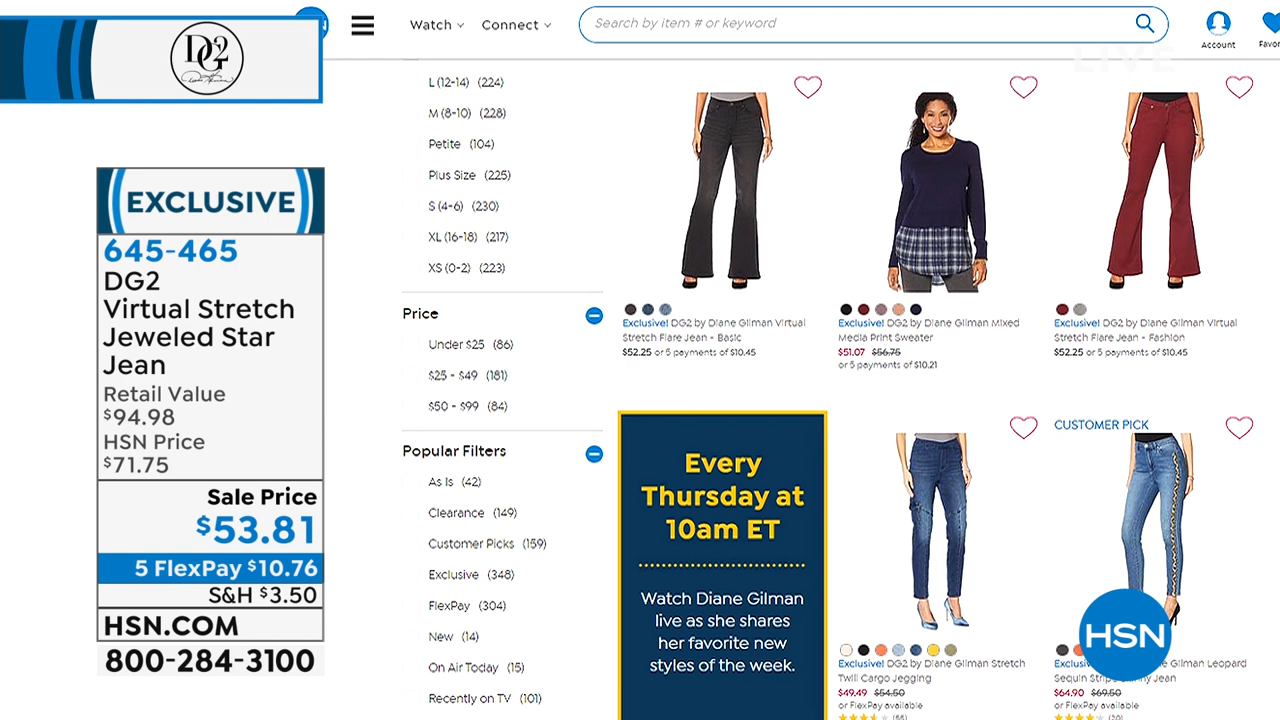 DG2
EXCLUSIVE
645-465
DG2
Virtual Stretch
Jeweled Star
Jean
Retail Value
$94.98
HSN Price
$71.75
Sale Price
$53.81
5 FlexPay $10.76
S&H $3.50
HSN.COM
800-284-3100
Watch
Connect
Search by item # or keyword
Account
LIVE
L (12-14) (224)
M (8-10) (228)
Petite (104)
Plus Size (225)
S (4-6) (230)
XL (16-18) (217)
XS (0-2) (223)
Price
Under $25 (86)
$25 - $49 (181)
$50 - $99 (84)
Popular Filters
As Is (42)
Clearance (149)
Customer Picks (159)
Exclusive (348)
FlexPay (304)
New (14)
On Air Today (15)
Recently on TV (101)
Exclusive! DG2 by Diane Gilman Virtual
Stretch Flare Jean - Basic
$52.25 or 5 payments of $10.45
Exclusive! DG2 by Diane Gilman Mixed
Media Print Sweater
$51.07 $56.75
or 5 payments of $10.21
Exclusive! DG2 by Diane Gilman Virtual
Stretch Flare Jean - Fashion
$52.25 or 5 payments of $10.45
Every
Thursday at
10am ET
Watch Diane Gilman
live as she shares
her favorite new
styles of the week.
Exclusive! DG2 by Diane Gilman Stretch
Twill Cargo Jegging
$49.49 $54.50
or FlexPay available
CUSTOMER PICK
Gilman Leopard
$64.90 $69.50
or FlexPay available
HSN